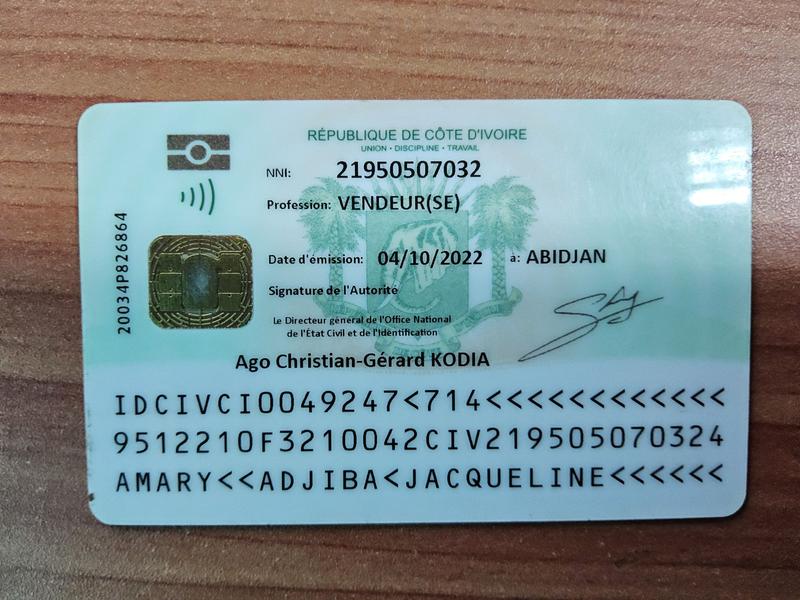 RÉPUBLIQUE DE CÔTE D'IVOIRE
UNION - DISCIPLINE - TRAVAIL
NNI: 21950507032
Profession: VENDEUR(SE)
20034P826864
Date d'émission: 04/10/2022 à: ABIDJAN
Signature de l'Autorité
Le Directeur général de l'Office National
de l'État Civil et de l'Identification
Ago Christian-Gérard KODIA
IDCIVCI0049247<714<<<<<<<<<<<<
9512210F3210042CIV219505070324
AMARY<<ADJIBA<JACQUELINE<<<<<<